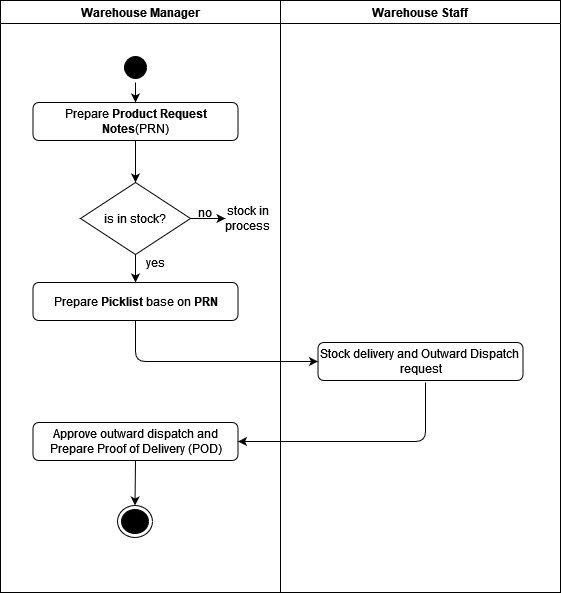 Warehouse Manager
Warehouse Staff
Prepare Product Request
Notes(PRN)
is in stock?
no
stock in
process
yes
Prepare Picklist base on PRN
Stock delivery and Outward Dispatch
request
Approve outward dispatch and
Prepare Proof of Delivery (POD)